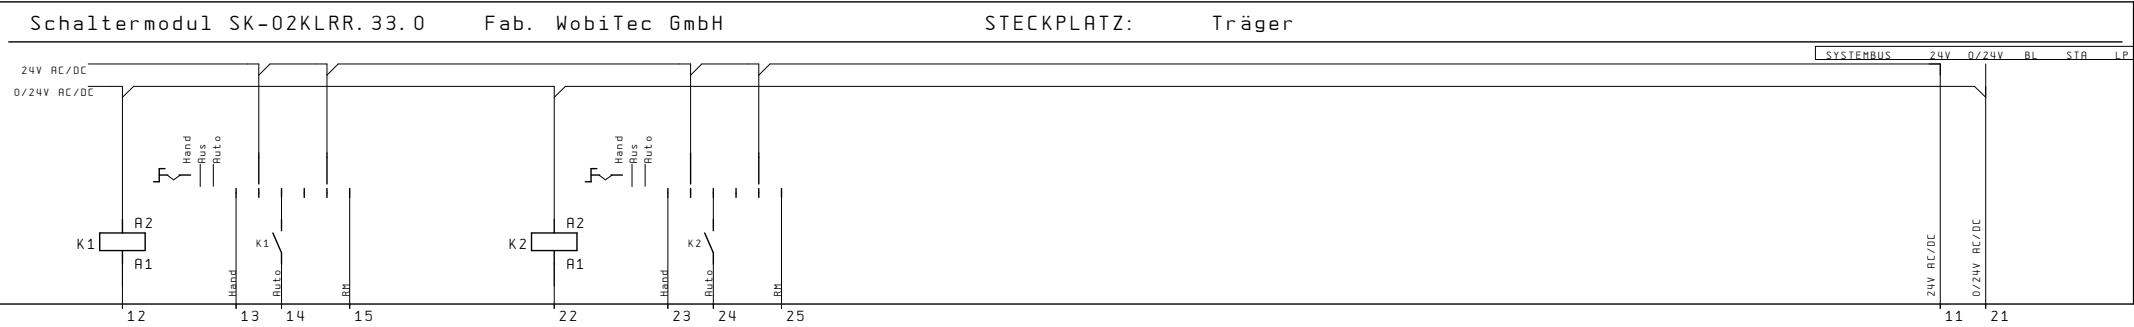 Schaltermodul SK-02KLRR.33.0 Fab. WobiTec GmbH STECKPLATZ: Träger
SYSTEMBUS 24V 0/24V BL STA LP
24V AC/DC
0/24V AC/DC
Hand
Aus
Auto
Hand
Aus
Auto
A2
K1
A1
K1
Hand
Auto
RM
A2
K2
A1
K2
Hand
Auto
RM
24V AC/DC
0/24V AC/DC
12 13 14 15 22 23 24 25 11 21